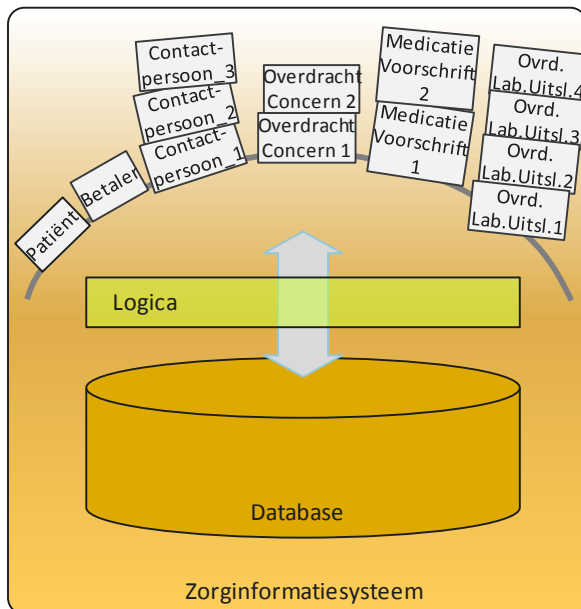 Contact-
persoon_3
Contact-
persoon_2
Contact-
persoon_1
Betaler
Patiënt
Overdracht
Concern 2
Overdracht
Concern 1
Medicatie
Voorschrift
2
Medicatie
Voorschrift
1
Ovrd.
Lab.Uitsl.4
Ovrd.
Lab.Uitsl.3
Ovrd.
Lab.Uitsl.2
Ovrd.
Lab.Uitsl.1
Logica
Database
Zorginformatiesysteem